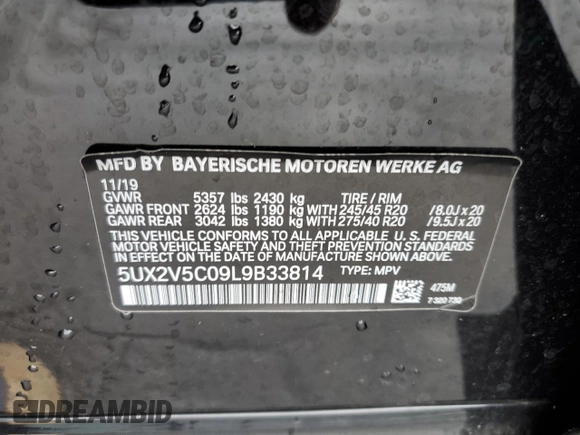 MFD BY BAYERISCHE MOTOREN WERKE AG
11/19
GVWR 5357 lbs 2430 kg TIRE / RIM
GAWR FRONT 2624 lbs 1190 kg WITH 245/45 R20 /8.0J x 20
GAWR REAR 3042 lbs 1380 kg WITH 275/40 R20 /9.5J x 20
THIS VEHICLE CONFORMS TO ALL APPLICABLE U. S. FEDERAL
MOTOR VEHICLE SAFETY AND THEFT PREVENTION STANDARDS
IN EFFECT ON THE DATE OF MANUFACTURE SHOWN ABOVE.
5UX2V5C09L9B33814 TYPE: MPV
475M
7 320 730
DREAMBID